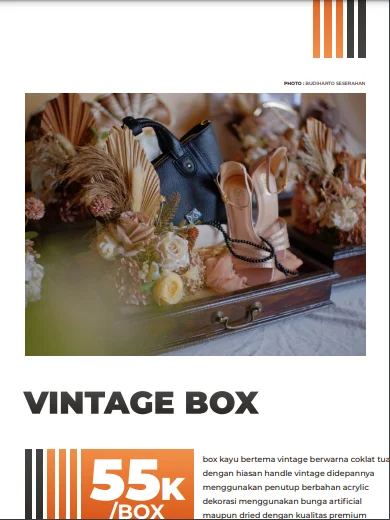 PHOTO : BUDIHARTO SESERAHAN
VINTAGE BOX
55K
/BOX
box kayu bertema vintage berwarna coklat tua
dengan hiasan handle vintage didepannya
menggunakan penutup berbahan acrylic
dekorasi menggunakan bunga artificial
maupun dried dengan kualitas premium